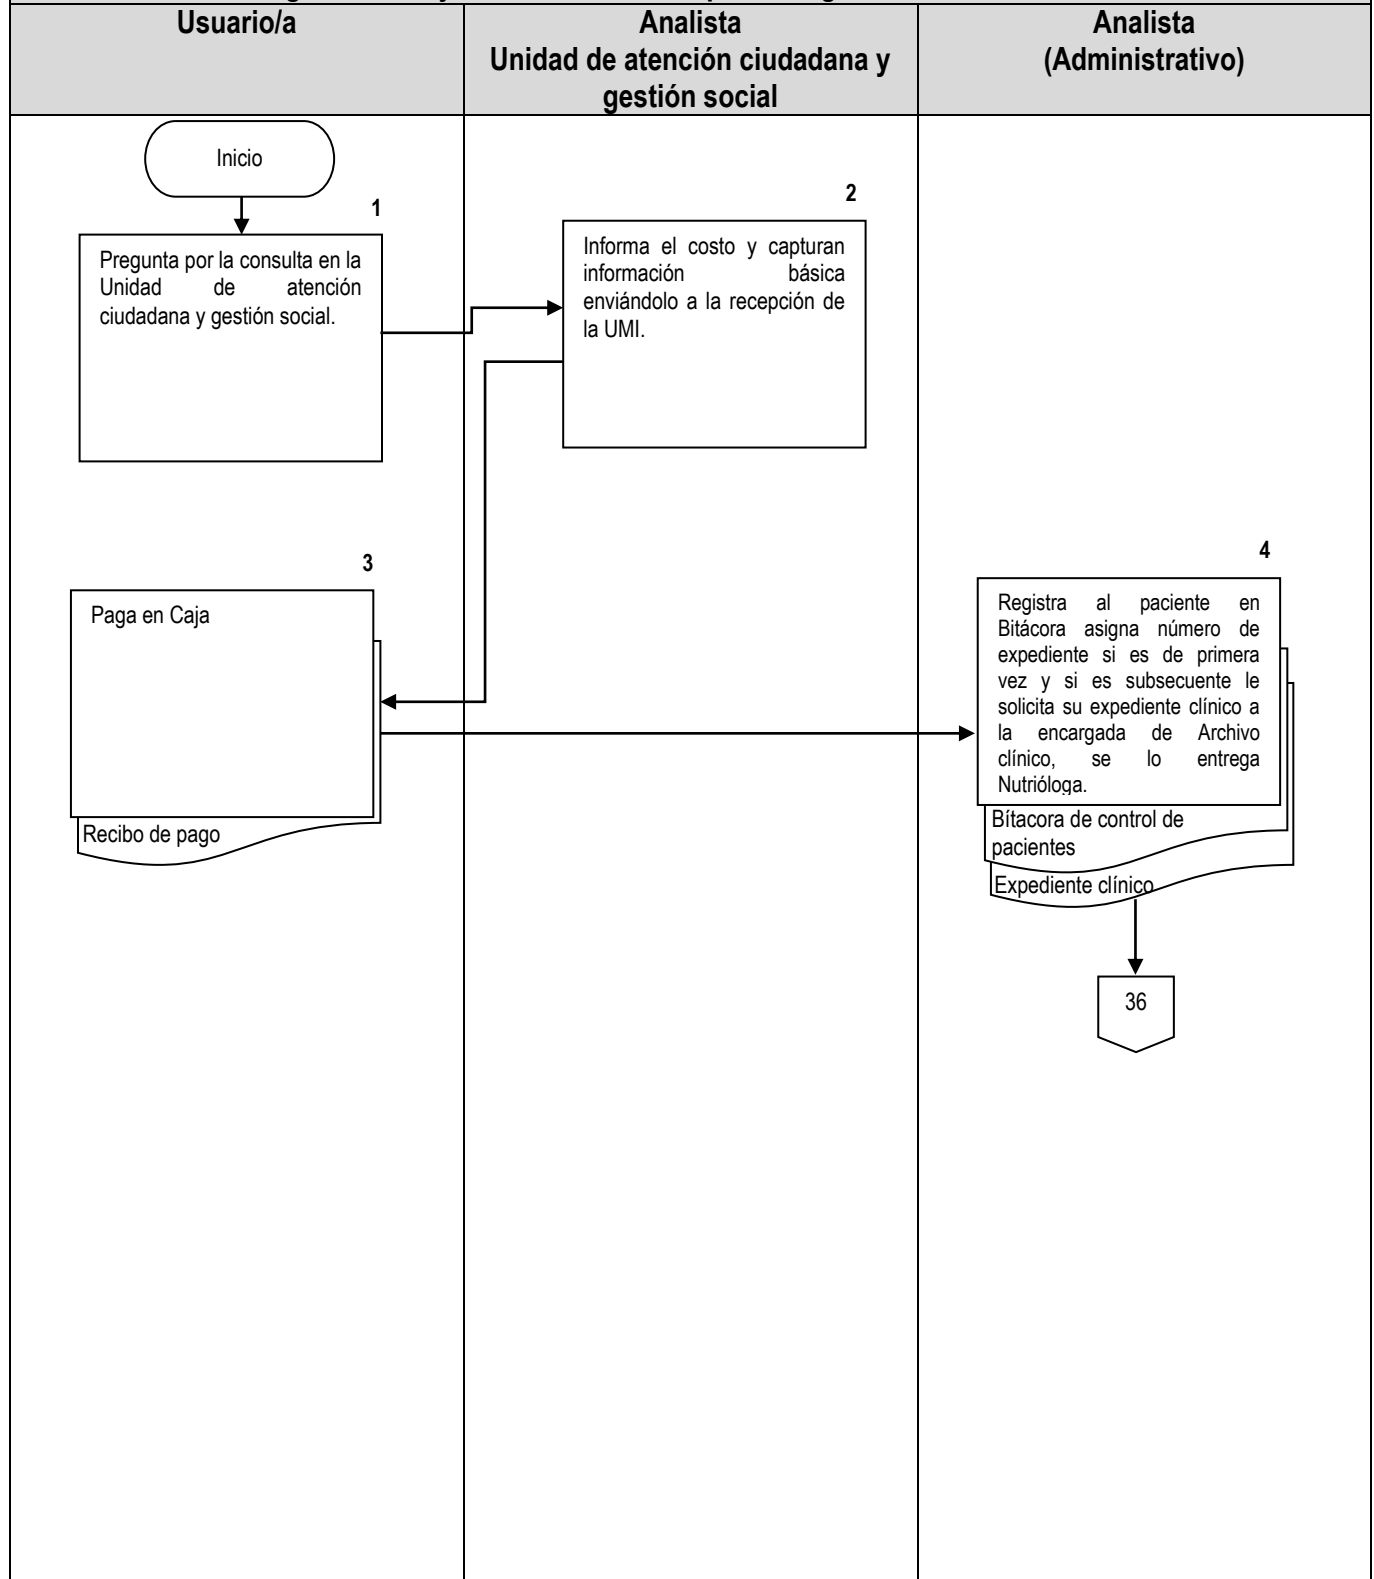 Usuario/a
Analista
Unidad de atención ciudadana y
gestión social
Analista
(Administrativo)
Inicio
1
Pregunta por la consulta en la
Unidad de atención
ciudadana y gestión social.
2
Informa el costo y capturan
información básica
enviándolo a la recepción de
la UMI.
3
Paga en Caja
Recibo de pago
4
Registra al paciente en
Bitácora asigna número de
expediente si es de primera
vez y si es subsecuente le
solicita su expediente clínico a
la encargada de Archivo
clínico, se lo entrega
Nutrióloga.
Bítacora de control de
pacientes
Expediente clínico
36